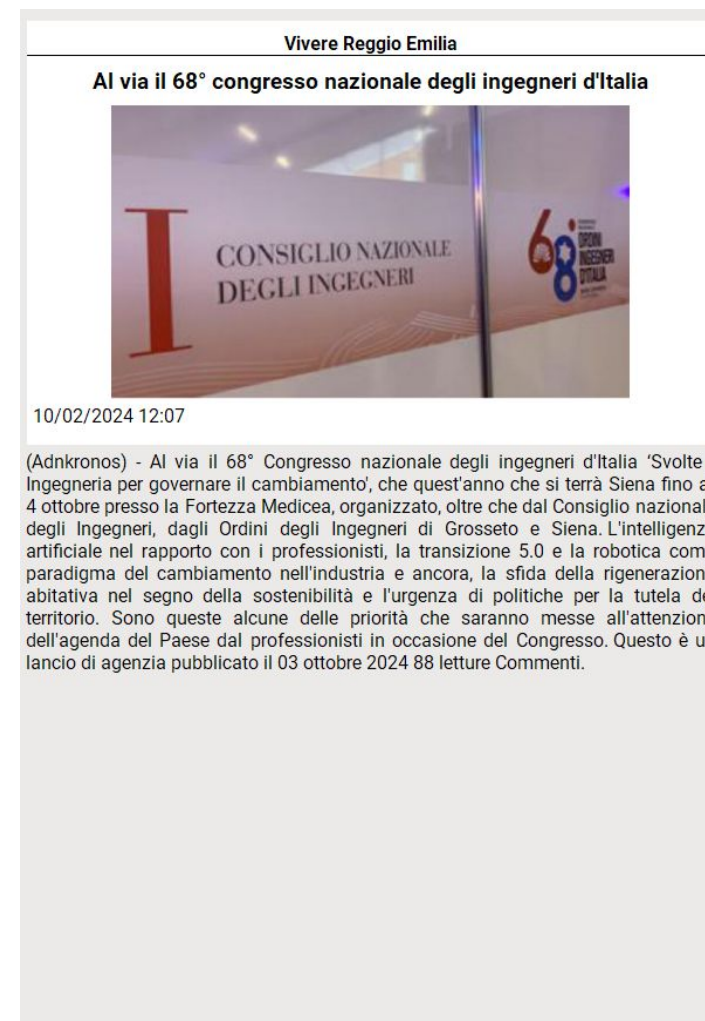 Vivere Reggio Emilia
Al via il 68° congresso nazionale degli ingegneri d'Italia
I
CONSIGLIO NAZIONALE
DEGLI INGEGNERI
68°
ORDINI
INGEGNERI
D'ITALIA
10/02/2024 12:07
(Adnkronos) - Al via il 68° Congresso nazionale degli ingegneri d'Italia ‘Svolte
Ingegneria per governare il cambiamento', che quest'anno che si terrà Siena fino a
4 ottobre presso la Fortezza Medicea, organizzato, oltre che dal Consiglio nazional
degli Ingegneri, dagli Ordini degli Ingegneri di Grosseto e Siena. L'intelligenz
artificiale nel rapporto con i professionisti, la transizione 5.0 e la robotica com
paradigma del cambiamento nell'industria e ancora, la sfida della rigenerazion
abitativa nel segno della sostenibilità e l'urgenza di politiche per la tutela de
territorio. Sono queste alcune delle priorità che saranno messe all'attenzion
dell'agenda del Paese dal professionisti in occasione del Congresso. Questo è u
lancio di agenzia pubblicato il 03 ottobre 2024 88 letture Commenti.